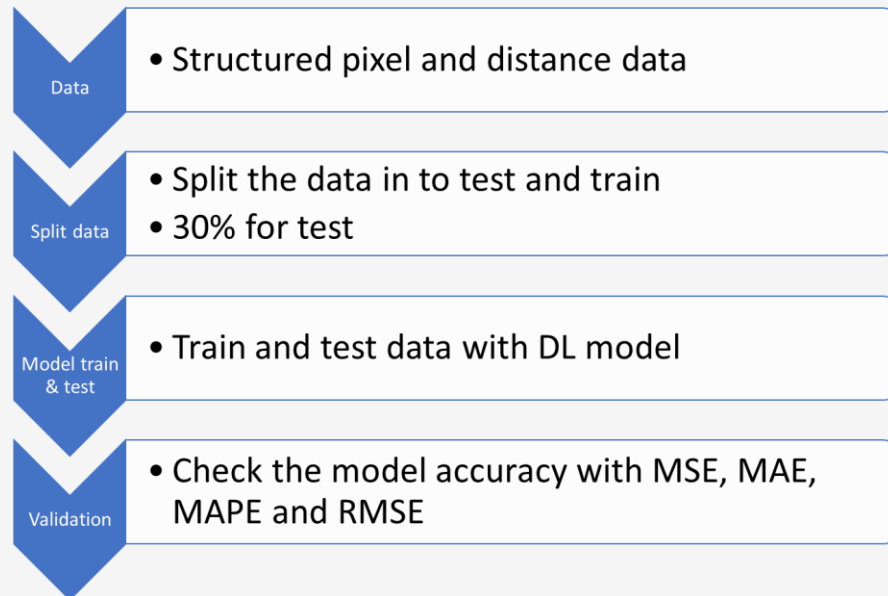 Data
• Structured pixel and distance data
Split data
• Split the data in to test and train
• 30% for test
Model train
& test
• Train and test data with DL model
Validation
• Check the model accuracy with MSE, MAE,
MAPE and RMSE